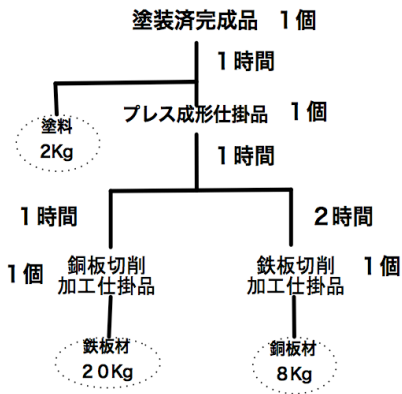 塗装済完成品 1個
1時間
プレス成形仕掛品 1個
塗料
2Kg
1時間
1時間
2時間
1個
銅板切削
加工仕掛品
鉄板切削
加工仕掛品
1個
鉄板材
20Kg
銅板材
8Kg